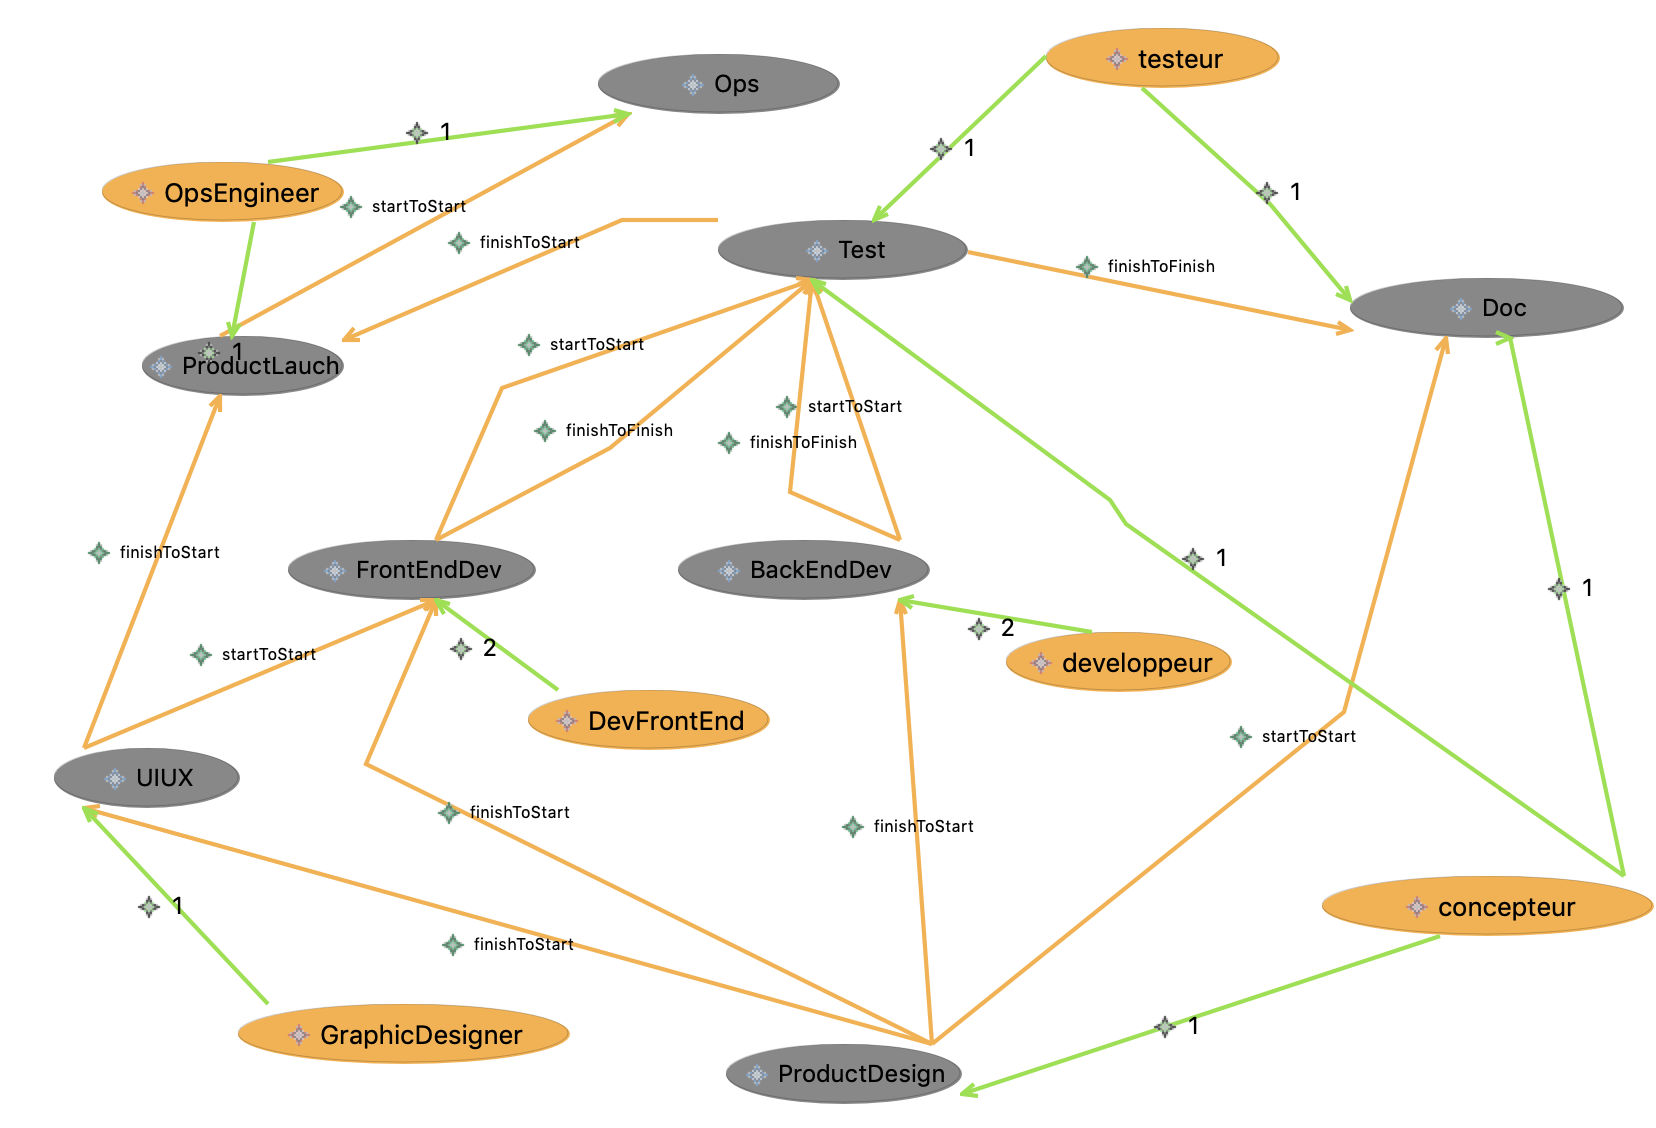 testeur
Ops
1
1
OpsEngineer
1
startToStart
finishToStart
Test
finishToFinish
Doc
1
ProductLauch
startToStart
startToStart
finishToFinish
finishToFinish
finishToStart
1
FrontEndDev
BackEndDev
1
2
2
startToStart
developpeur
DevFrontEnd
startToStart
UIUX
finishToStart
finishToStart
1
concepteur
finishToStart
1
GraphicDesigner
ProductDesign